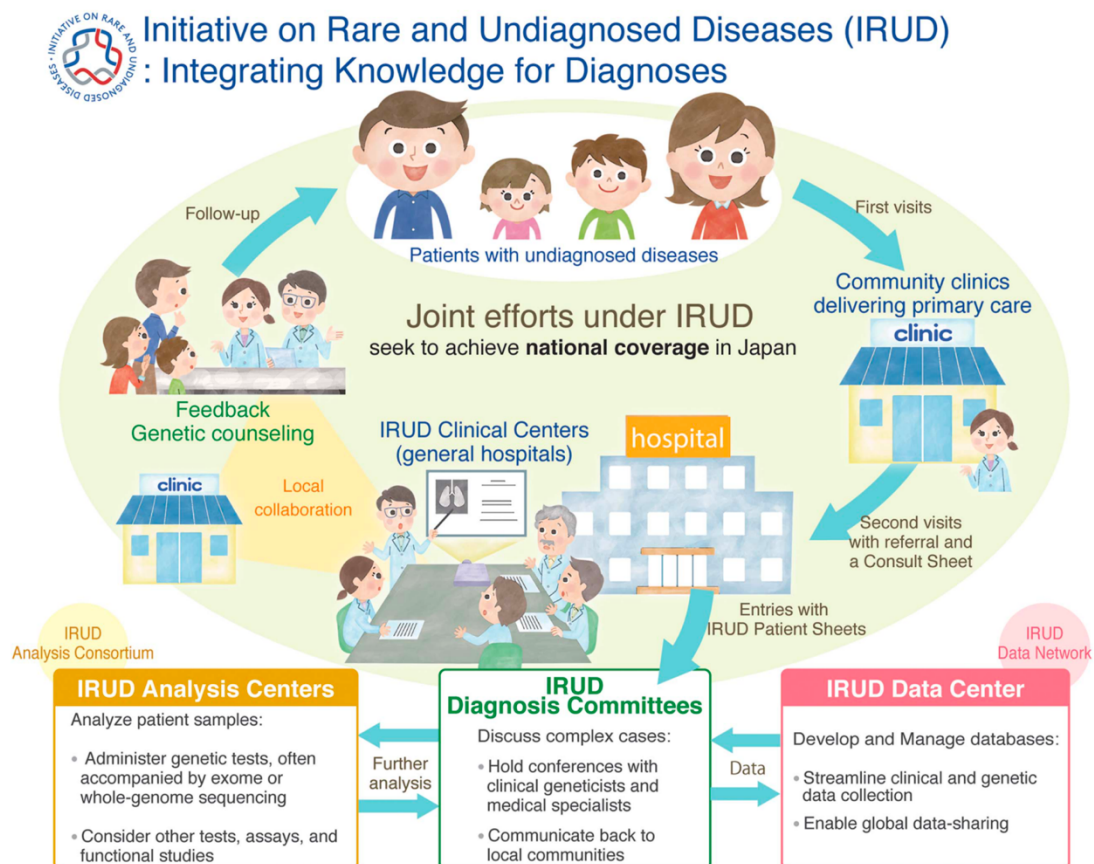 INITIATIVE ON RARE AND UNDIAGNOSED DISEASES •
Initiative on Rare and Undiagnosed Diseases (IRUD)
: Integrating Knowledge for Diagnoses
Patients with undiagnosed diseases
Follow-up
First visits
Community clinics
delivering primary care
clinic
Joint efforts under IRUD
seek to achieve national coverage in Japan
Feedback
Genetic counseling
IRUD Clinical Centers
(general hospitals)
hospital
clinic
Local
collaboration
Second visits
with referral and
a Consult Sheet
Entries with
IRUD Patient Sheets
IRUD
Analysis Consortium
IRUD
Data Network
IRUD Analysis Centers
Analyze patient samples:
• Administer genetic tests, often
accompanied by exome or
whole-genome sequencing
• Consider other tests, assays, and
functional studies
Further
analysis
IRUD
Diagnosis Committees
Discuss complex cases:
• Hold conferences with
clinical geneticists and
medical specialists
• Communicate back to
local communities
Data
IRUD Data Center
Develop and Manage databases:
• Streamline clinical and genetic
data collection
• Enable global data-sharing